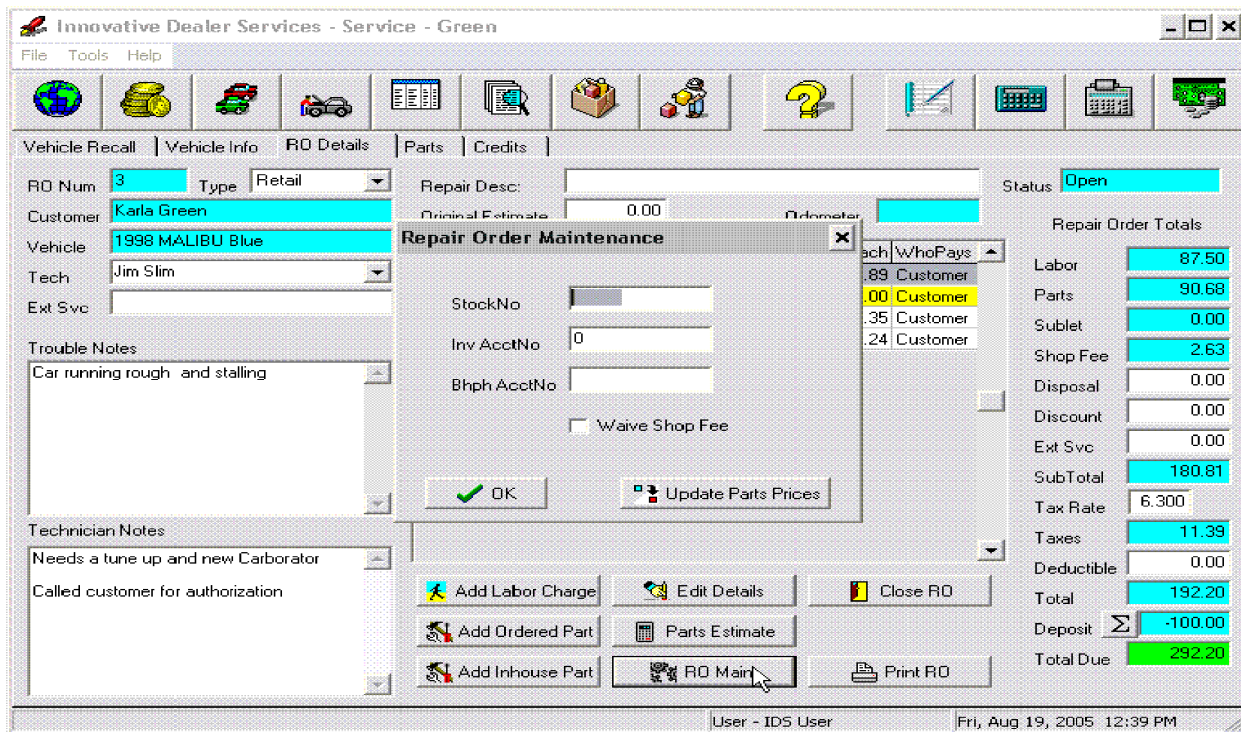 Innovative Dealer Services - Service - Green
File Tools Help
Vehicle Recall Vehicle Info RO Details Parts Credits
RO Num 3 Type Retail Repair Desc: Status Open
Customer Karla Green Original Estimate 0.00 Odometer
Vehicle 1998 MALIBU Blue
Tech Jim Slim
Ext Svc
Trouble Notes
Car running rough and stalling
Technician Notes
Needs a tune up and new Carborator
Called customer for authorization
Repair Order Maintenance
StockNo
Inv AcctNo 0
Bhph AcctNo
Waive Shop Fee
OK Update Parts Prices
ach WhoPays
.89 Customer
.00 Customer
.35 Customer
.24 Customer
Add Labor Charge Edit Details Close RO
Add Ordered Part Parts Estimate
Add Inhouse Part RO Main Print RO
Repair Order Totals
Labor 87.50
Parts 90.68
Sublet 0.00
Shop Fee 2.63
Disposal 0.00
Discount 0.00
Ext Svc 0.00
SubTotal 180.81
Tax Rate 6.300
Taxes 11.39
Deductible 0.00
Total 192.20
Deposit Σ -100.00
Total Due 292.20
User - IDS User Fri, Aug 19, 2005 12:39 PM